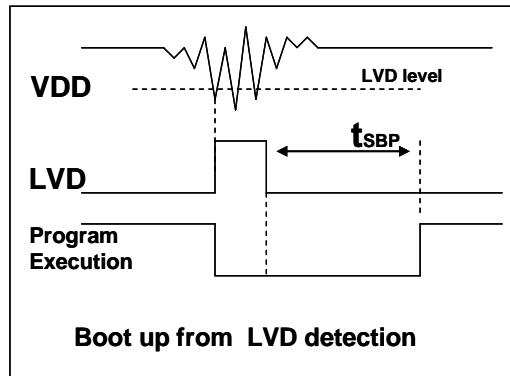 LVD level
VDD
tSBP
LVD
Program
Execution
Boot up from LVD detection